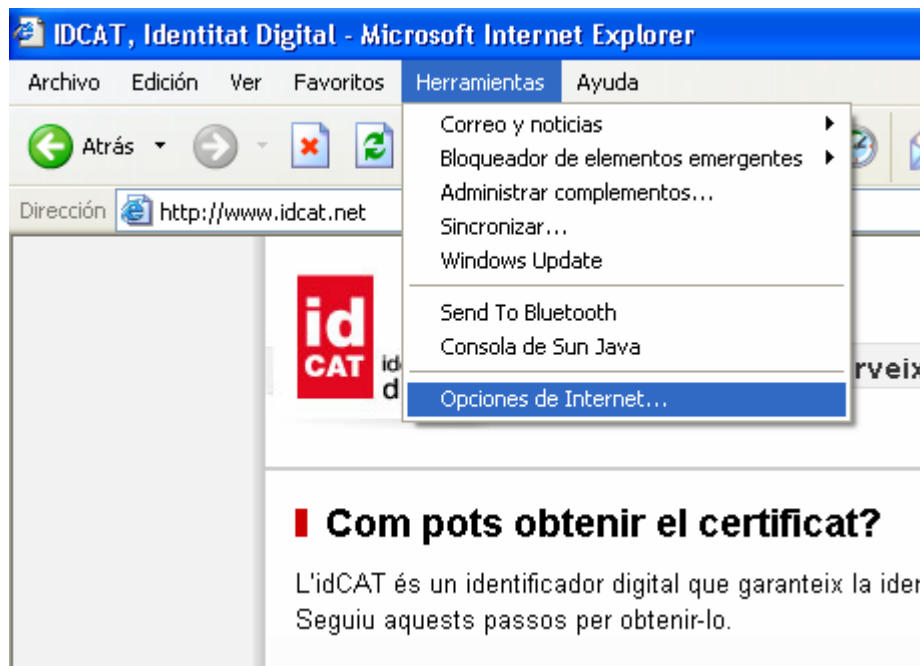 IDCAT, Identitat Digital - Microsoft Internet Explorer
Archivo Edición Ver Favoritos Herramientas Ayuda
Atrás
Correo y noticias
Bloqueador de elementos emergentes
Administrar complementos...
Sincronizar...
Windows Update
Send To Bluetooth
Consola de Sun Java
Opciones de Internet...
Dirección http://www.idcat.net
id
CAT
Com pots obtenir el certificat?
L'idCAT és un identificador digital que garanteix la
Seguiu aquests passos per obtenir-lo.